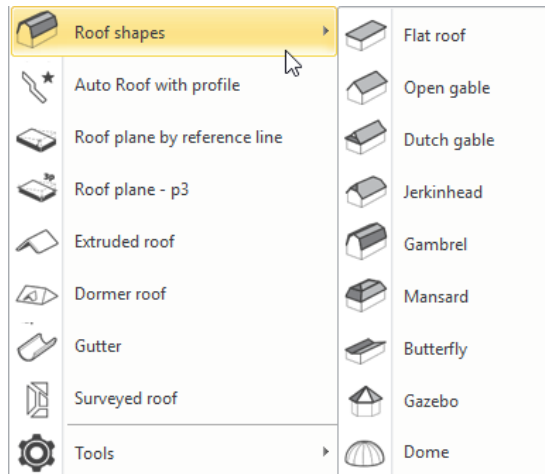 Roof shapes
Auto Roof with profile
Roof plane by reference line
3p
Roof plane - p3
Extruded roof
Dormer roof
Gutter
Surveyed roof
Tools
Flat roof
Open gable
Dutch gable
Jerkinhead
Gambrel
Mansard
Butterfly
Gazebo
Dome